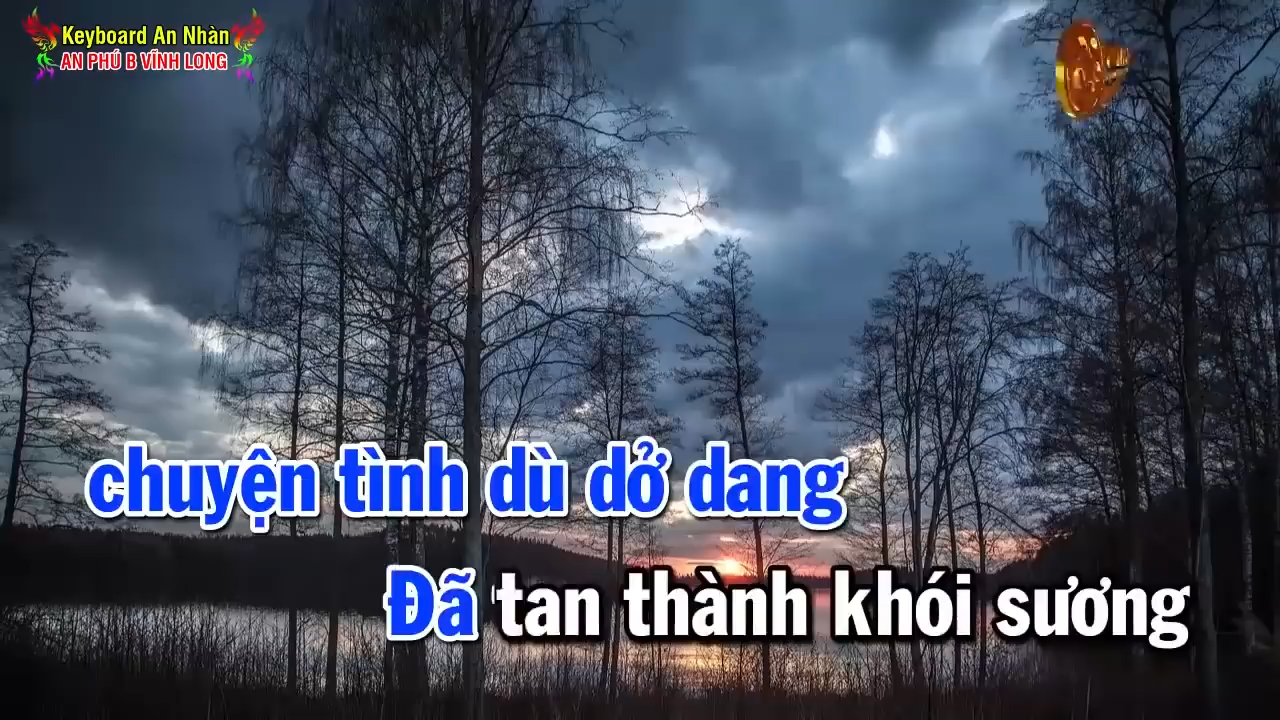 Keyboard An Nhàn
AN PHÚ B VĨNH LONG
chuyện tình dù dở dang
Đã tan thành khói sương